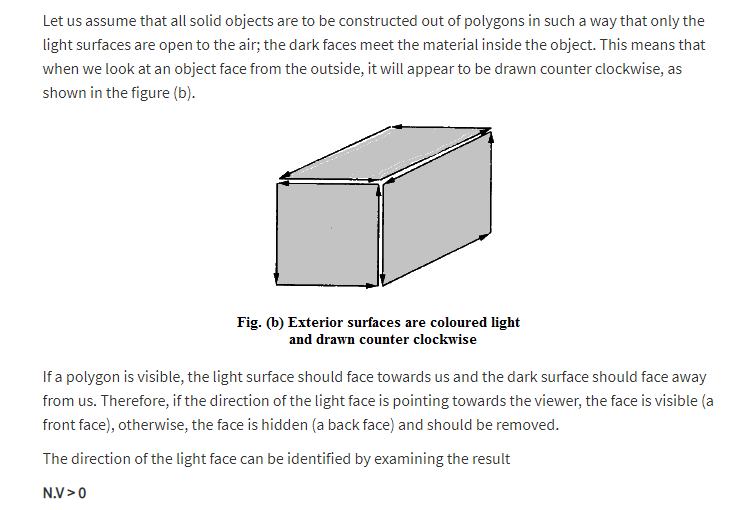 Let us assume that all solid objects are to be constructed out of polygons in such a way that only the
light surfaces are open to the air; the dark faces meet the material inside the object. This means that
when we look at an object face from the outside, it will appear to be drawn counter clockwise, as
shown in the figure (b).
Fig. (b) Exterior surfaces are coloured light
and drawn counter clockwise
If a polygon is visible, the light surface should face towards us and the dark surface should face away
from us. Therefore, if the direction of the light face is pointing towards the viewer, the face is visible (a
front face), otherwise, the face is hidden (a back face) and should be removed.
The direction of the light face can be identified by examining the result
N.V > 0